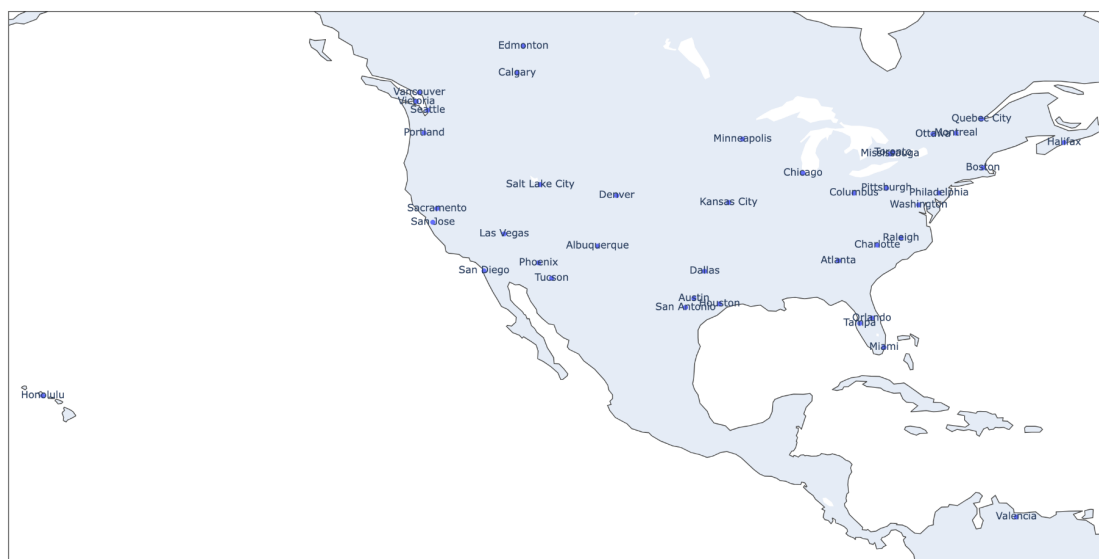 Edmonton
Calgary
Vancouver
Victoria
Seattle
Quebec City
Portland
Ottawa
Montreal
Minneapolis
Halifax
Toronto
Mississauga
Boston
Chicago
Salt Lake City
Pittsburgh
Denver
Columbus
Philadelphia
Kansas City
Washington
Sacramento
San Jose
Las Vegas
Raleigh
Albuquerque
Charlotte
Phoenix
Atlanta
San Diego
Dallas
Tucson
Austin
Houston
San Antonio
Orlando
Tampa
Miami
Honolulu
Valencia